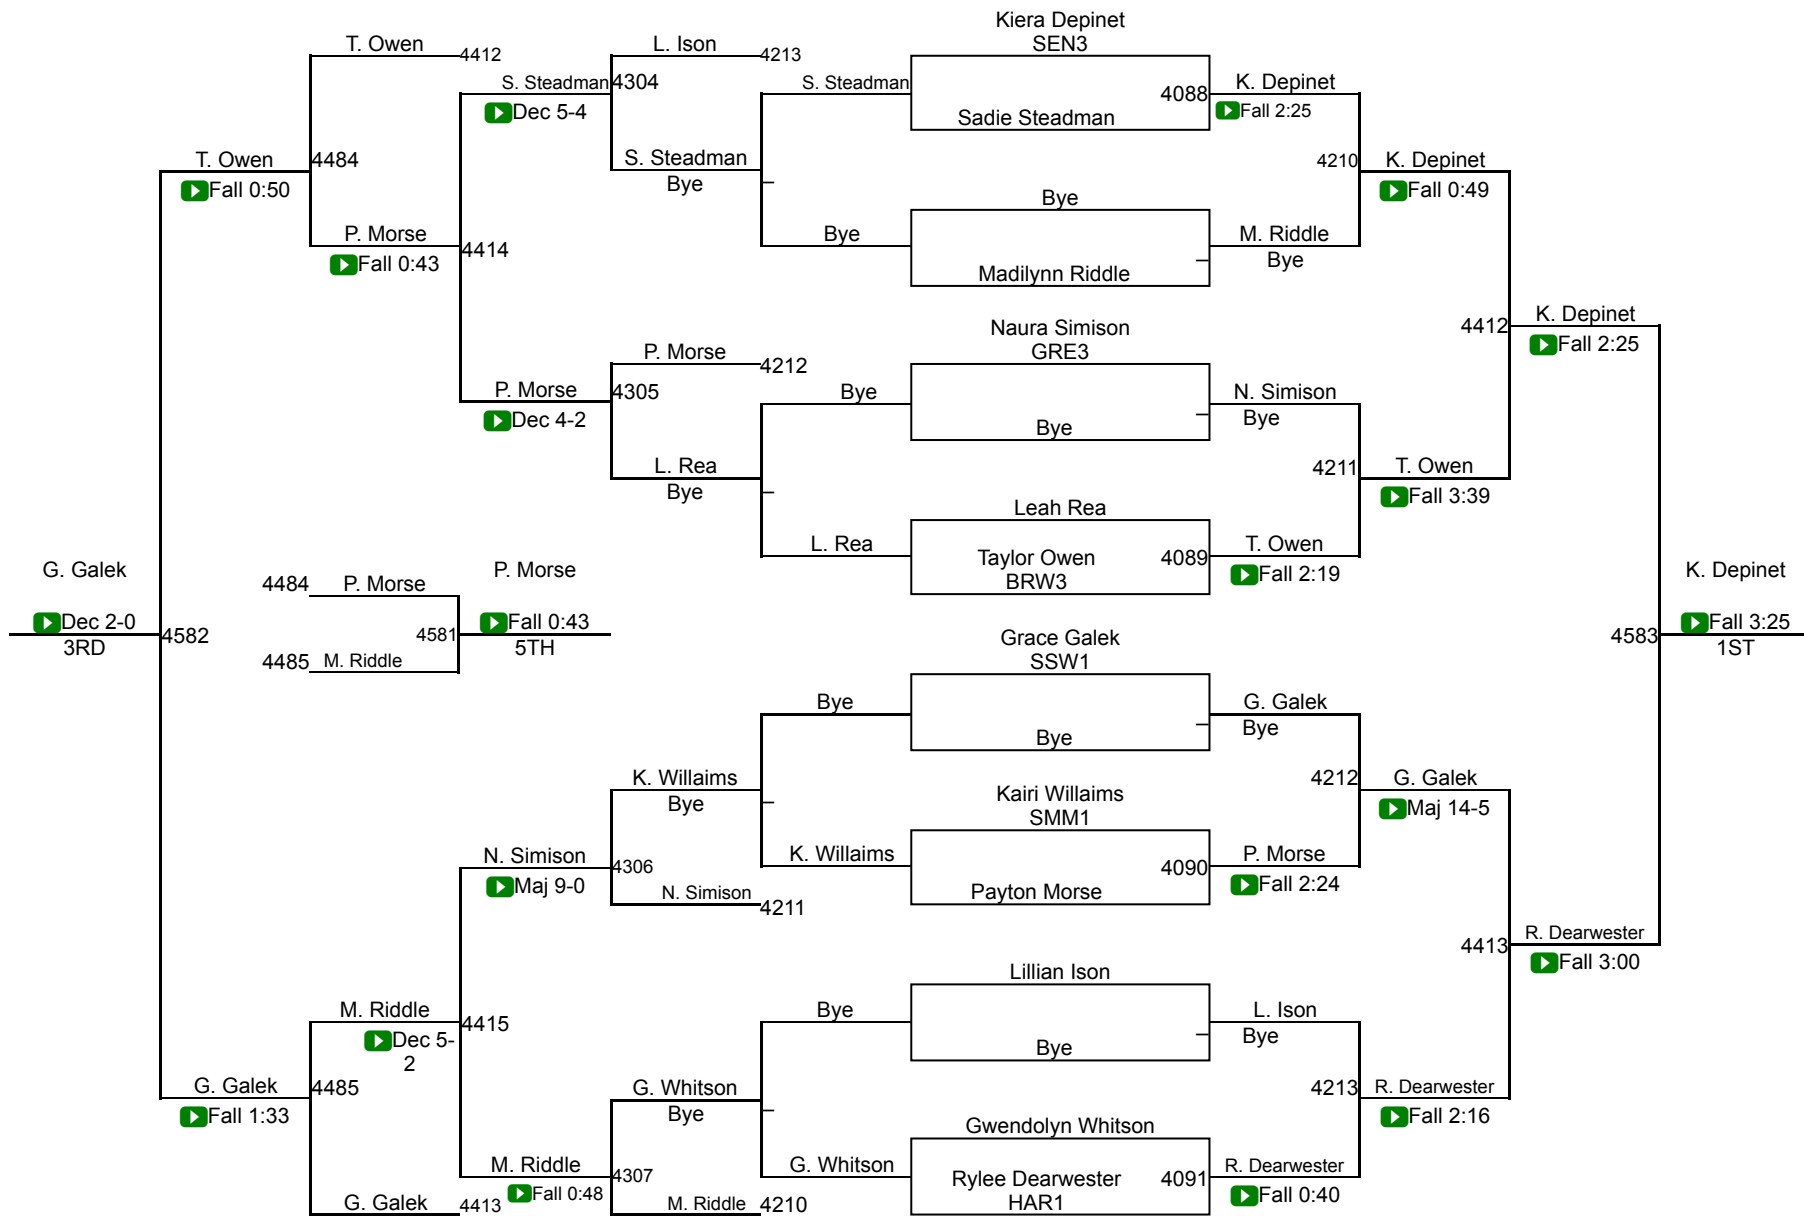 Kiera Depinet
SEN3
T. Owen
4412
L. Ison
4213
S. Steadman
4304
S. Steadman
4088
K. Depinet
Dec 5-4
Sadie Steadman
Fall 2:25
T. Owen
4484
S. Steadman
4210
K. Depinet
Fall 0:50
Bye
Fall 0:49
Bye
P. Morse
4414
Bye
M. Riddle
Fall 0:43
Madilynn Riddle
Bye
Naura Simison
GRE3
4412
K. Depinet
Fall 2:25
P. Morse
4212
P. Morse
4305
Bye
N. Simison
Dec 4-2
Bye
Bye
L. Rea
4211
T. Owen
Bye
Fall 3:39
Leah Rea
L. Rea
Taylor Owen
4089
T. Owen
BRW3
Fall 2:19
G. Galek
4484
P. Morse
P. Morse
K. Depinet
Dec 2-0
4582
4581
Fall 0:43
4583
Fall 3:25
3RD
5TH
1ST
4485
M. Riddle
Grace Galek
SSW1
Bye
G. Galek
Bye
Bye
K. Willaims
4212
G. Galek
Bye
Kairi Willaims
Maj 14-5
SMM1
N. Simison
4306
K. Willaims
4090
P. Morse
Maj 9-0
Payton Morse
Fall 2:24
N. Simison
4211
4413
R. Dearwester
Fall 3:00
Lillian Ison
M. Riddle
4415
Bye
L. Ison
Dec 5-
2
Bye
Bye
G. Galek
4485
G. Whitson
4213
R. Dearwester
Fall 1:33
Bye
Fall 2:16
Gwendolyn Whitson
M. Riddle
4307
G. Whitson
Rylee Dearwester
4091
R. Dearwester
Fall 0:48
HAR1
Fall 0:40
G. Galek
4413
M. Riddle
4210